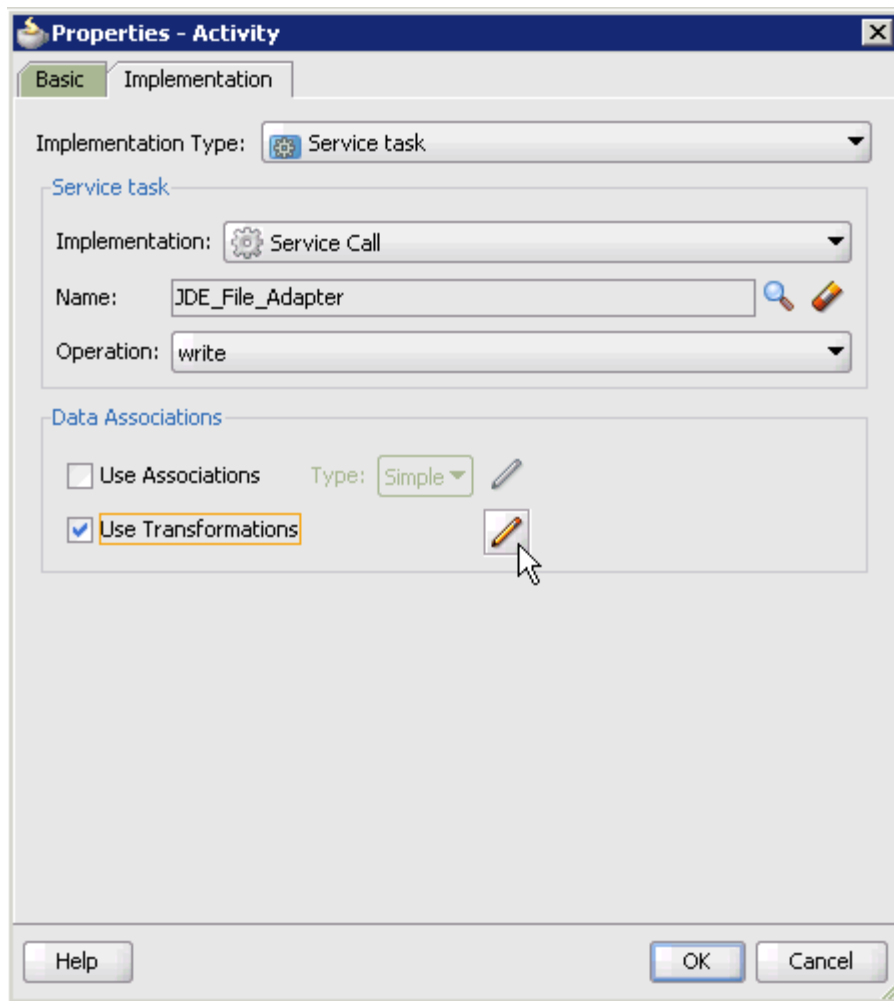 Properties - Activity
Basic Implementation
Implementation Type: Service task
Service task
Implementation: Service Call
Name: JDE_File_Adapter
Operation: write
Data Associations
Use Associations Type: Simple
Use Transformations
Help OK Cancel